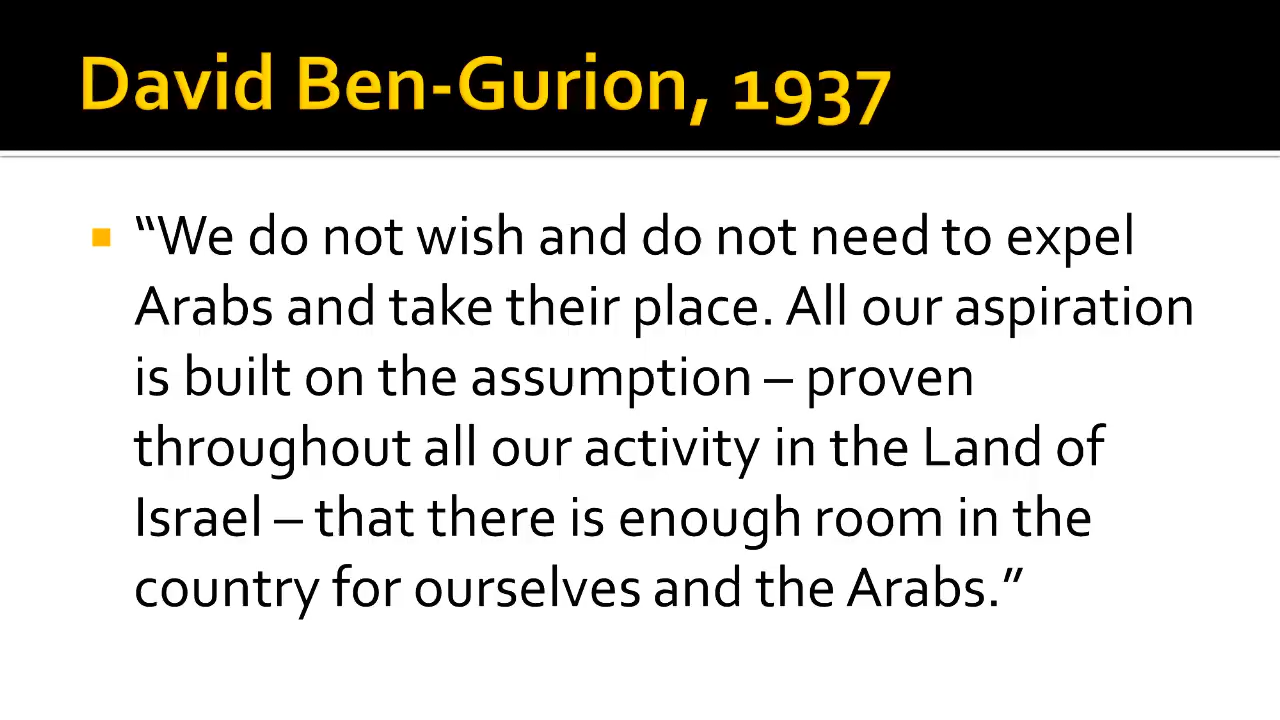 David Ben-Gurion, 1937
“We do not wish and do not need to expel
Arabs and take their place. All our aspiration
is built on the assumption – proven
throughout all our activity in the Land of
Israel – that there is enough room in the
country for ourselves and the Arabs.”